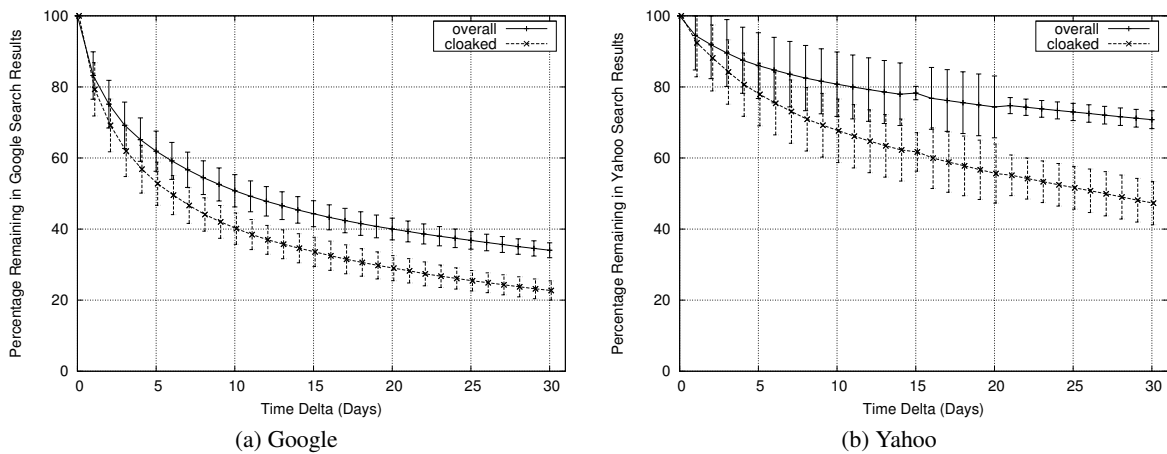 Percentage Remaining in Google Search Results
100
80
60
40
20
0
overall
cloaked
0 5 10 15 20 25 30
Time Delta (Days)
(a) Google
Percentage Remaining in Yahoo Search Results
100
80
60
40
20
0
overall
cloaked
0 5 10 15 20 25 30
Time Delta (Days)
(b) Yahoo